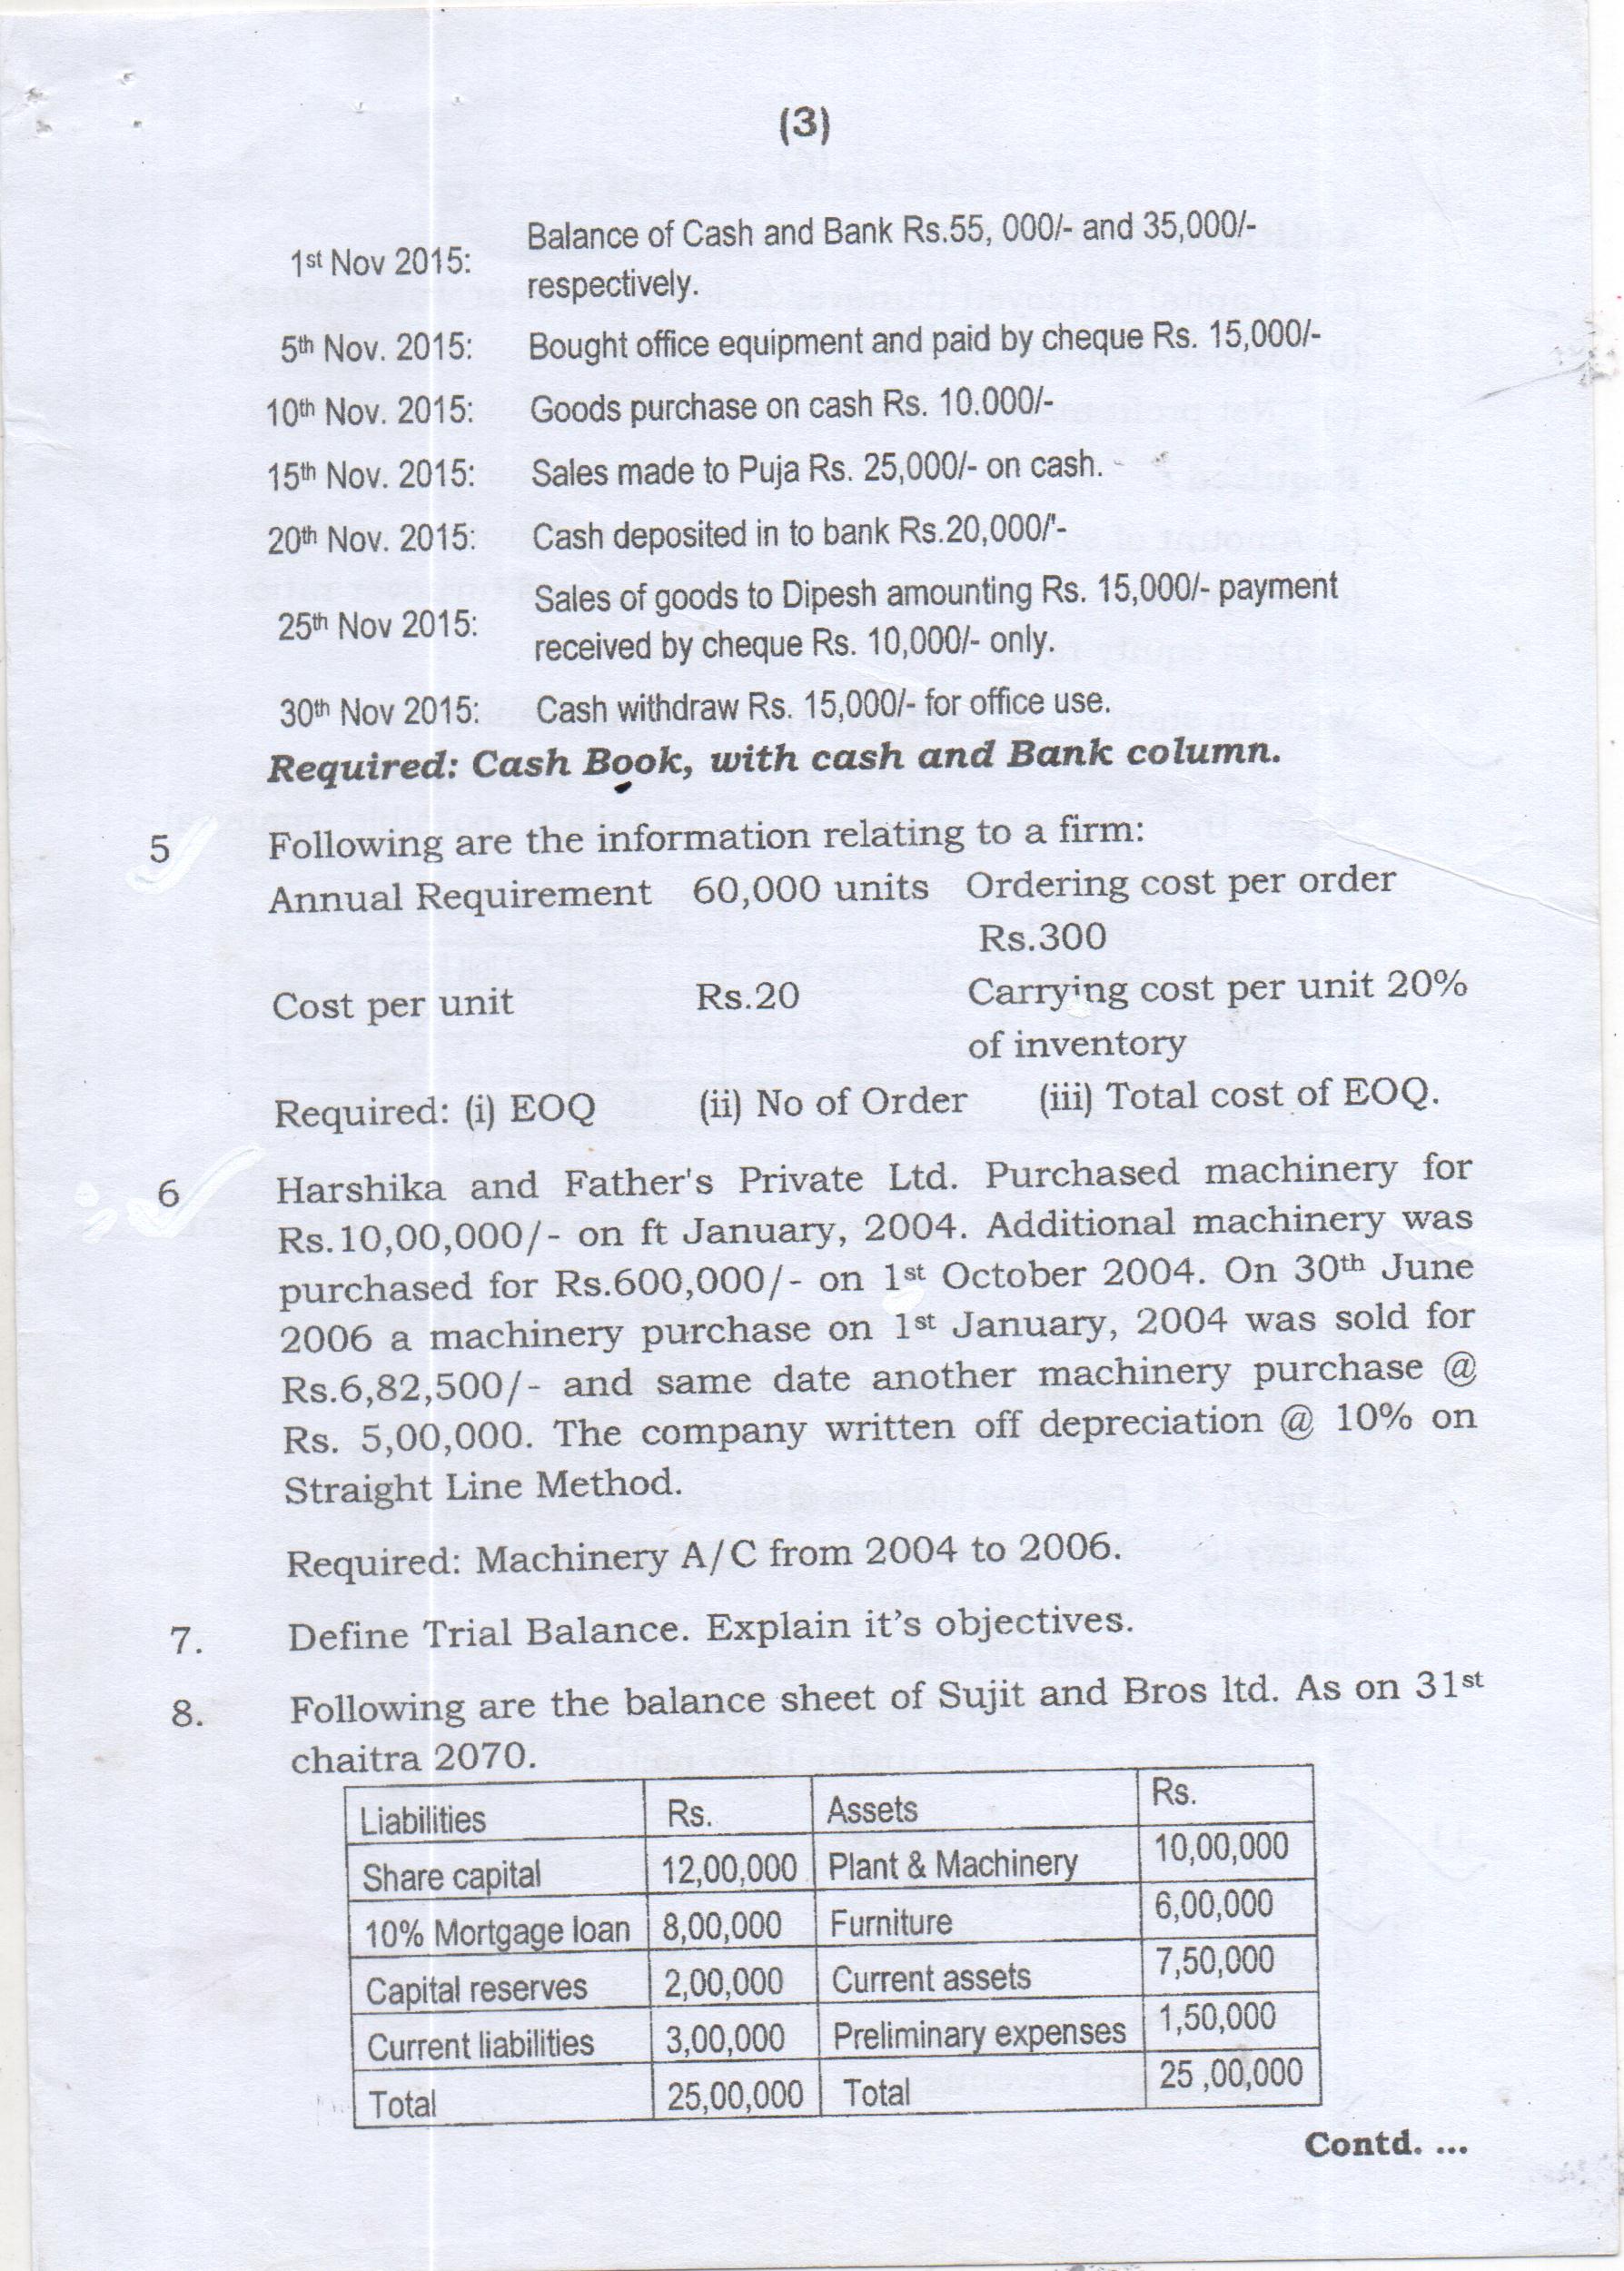 (3)
1st Nov 2015: Balance of Cash and Bank Rs.55, 000/- and 35,000/-
respectively.
5th Nov. 2015: Bought office equipment and paid by cheque Rs. 15,000/-
10th Nov. 2015: Goods purchase on cash Rs. 10.000/-
15th Nov. 2015: Sales made to Puja Rs. 25,000/- on cash.
20th Nov. 2015: Cash deposited in to bank Rs.20,000/'-
25th Nov 2015: Sales of goods to Dipesh amounting Rs. 15,000/- payment
received by cheque Rs. 10,000/- only.
30th Nov 2015: Cash withdraw Rs. 15,000/- for office use.
Required: Cash Book, with cash and Bank column.
5 Following are the information relating to a firm:
Annual Requirement 60,000 units Ordering cost per order
Rs.300
Cost per unit Rs.20 Carrying cost per unit 20%
of inventory
Required: (i) EOQ (ii) No of Order (iii) Total cost of EOQ.
6 Harshika and Father's Private Ltd. Purchased machinery for
Rs.10,00,000/- on ft January, 2004. Additional machinery was
purchased for Rs.600,000/- on 1st October 2004. On 30th June
2006 a machinery purchase on 1st January, 2004 was sold for
Rs.6,82,500/- and same date another machinery purchase @
Rs. 5,00,000. The company written off depreciation @ 10% on
Straight Line Method.
Required: Machinery A/C from 2004 to 2006.
7. Define Trial Balance. Explain it's objectives.
8. Following are the balance sheet of Sujit and Bros ltd. As on 31st
chaitra 2070.
Liabilities Rs. Assets Rs.
Share capital 12,00,000 Plant & Machinery 10,00,000
10% Mortgage loan 8,00,000 Furniture 6,00,000
Capital reserves 2,00,000 Current assets 7,50,000
Current liabilities 3,00,000 Preliminary expenses 1,50,000
Total 25,00,000 Total 25 ,00,000
Contd. ...